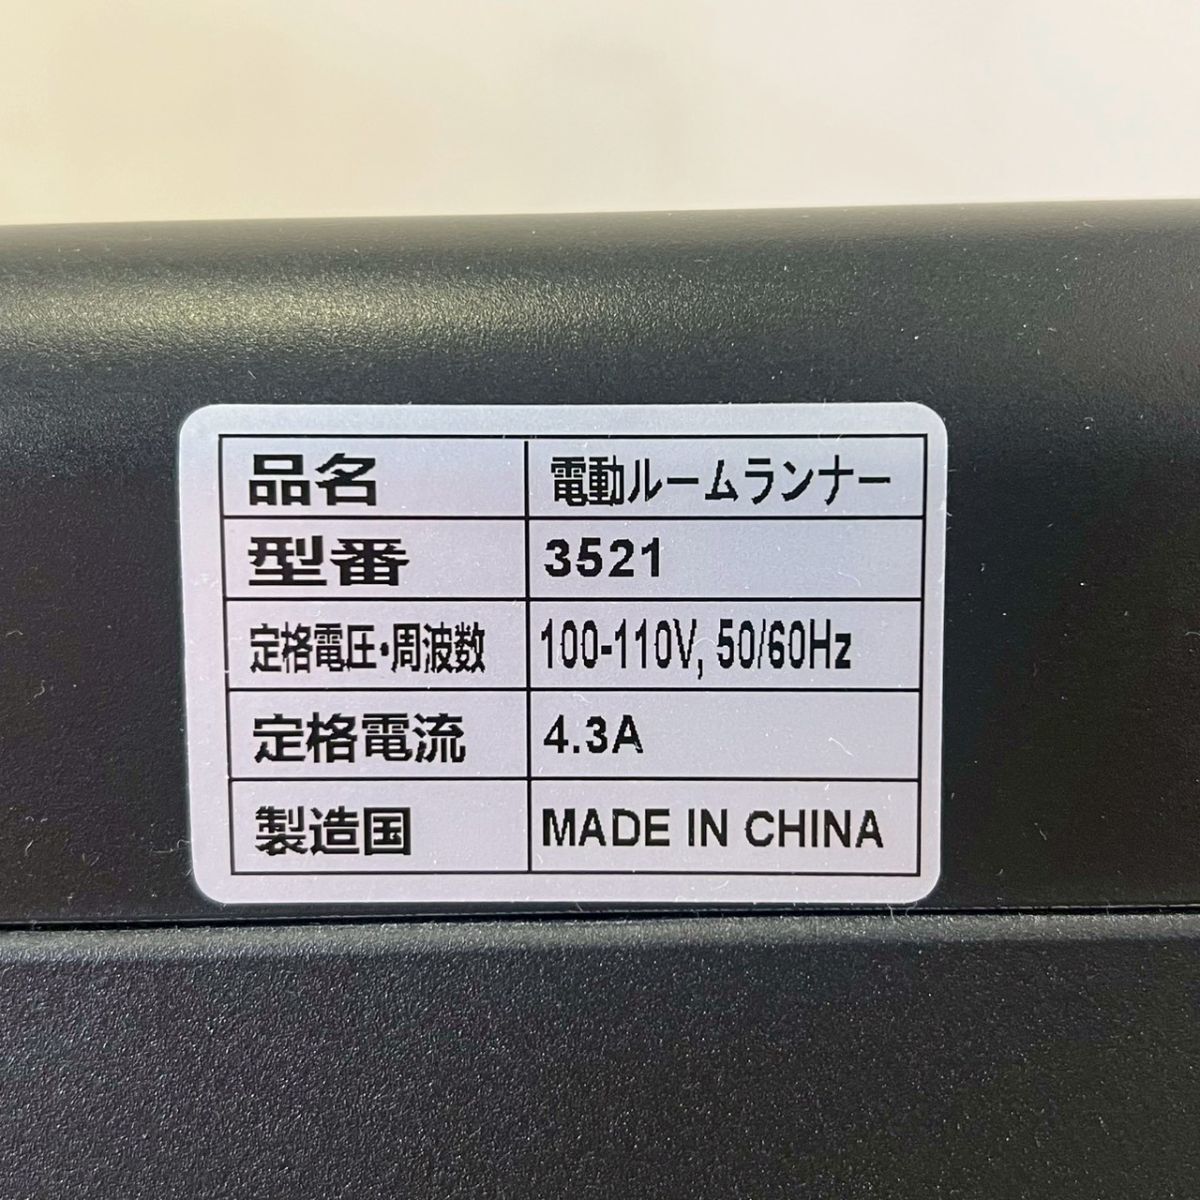 品名 電動ルームランナー
型番 3521
定格電圧・周波数 100-110V, 50/60Hz
定格電流 4.3A
製造国 MADE IN CHINA